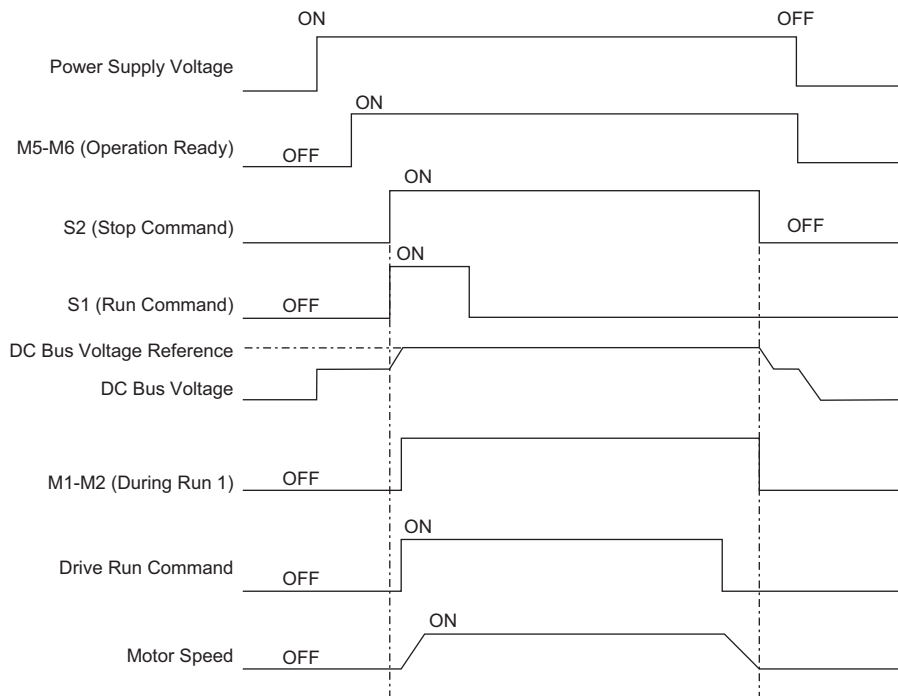 ON
OFF
Power Supply Voltage
ON
M5-M6 (Operation Ready)
OFF
ON
S2 (Stop Command)
OFF
ON
S1 (Run Command)
OFF
DC Bus Voltage Reference
DC Bus Voltage
M1-M2 (During Run 1)
OFF
ON
Drive Run Command
OFF
ON
Motor Speed
OFF